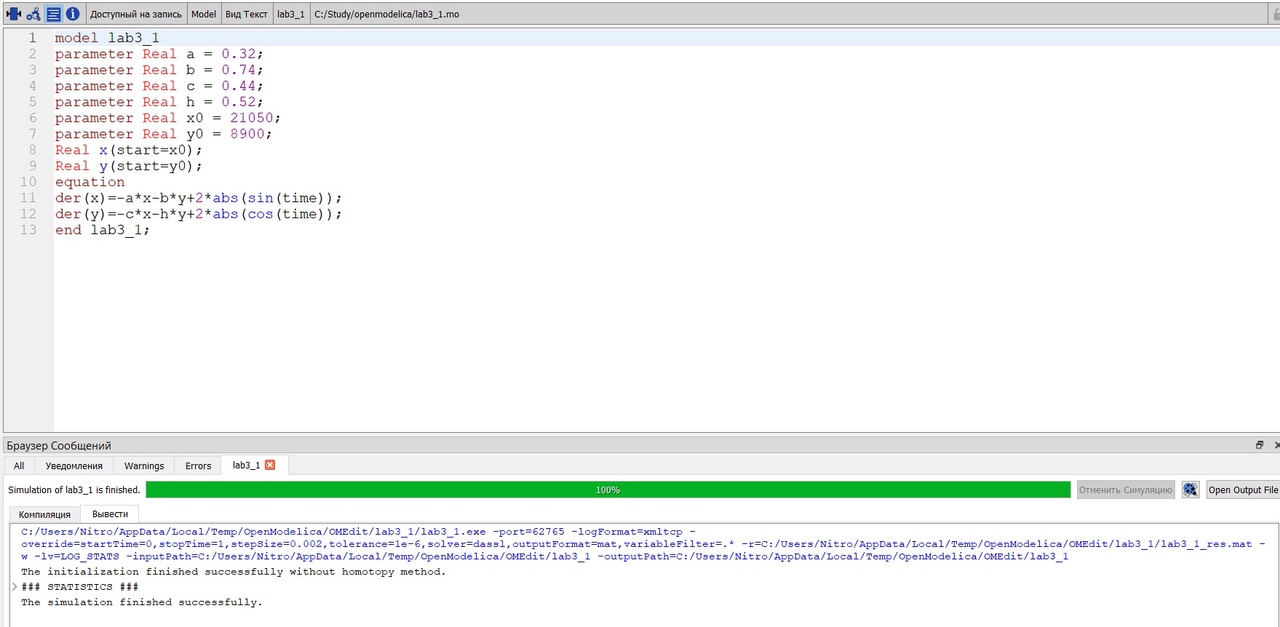 Доступный на запись Model Вид Текст lab3_1 C:/Study/openmodelica/lab3_1.mo
1 model lab3_1
2 parameter Real a = 0.32;
3 parameter Real b = 0.74;
4 parameter Real c = 0.44;
5 parameter Real h = 0.52;
6 parameter Real x0 = 21050;
7 parameter Real y0 = 8900;
8 Real x(start=x0);
9 Real y(start=y0);
10 equation
11 der(x)=-a*x-b*y+2*abs(sin(time));
12 der(y)=-c*x-h*y+2*abs(cos(time));
13 end lab3_1;
Браузер Сообщений
All Уведомления Warnings Errors lab3_1
Simulation of lab3_1 is finished. 100% Отменить Симуляцию Open Output File
Компиляция Вывести
C:/Users/Nitro/AppData/Local/Temp/OpenModelica/OMEdit/lab3_1/lab3_1.exe -port=62765 -logFormat=xmltcp -
override=startTime=0,stopTime=1,stepSize=0.002,tolerance=1e-6,solver=dassl,outputFormat=mat,variableFilter=.* -r=C:/Users/Nitro/AppData/Local/Temp/OpenModelica/OMEdit/lab3_1/lab3_1_res.mat -
w -lv=LOG_STATS -inputPath=C:/Users/Nitro/AppData/Local/Temp/OpenModelica/OMEdit/lab3_1 -outputPath=C:/Users/Nitro/AppData/Local/Temp/OpenModelica/OMEdit/lab3_1
The initialization finished successfully without homotopy method.
### STATISTICS ###
The simulation finished successfully.